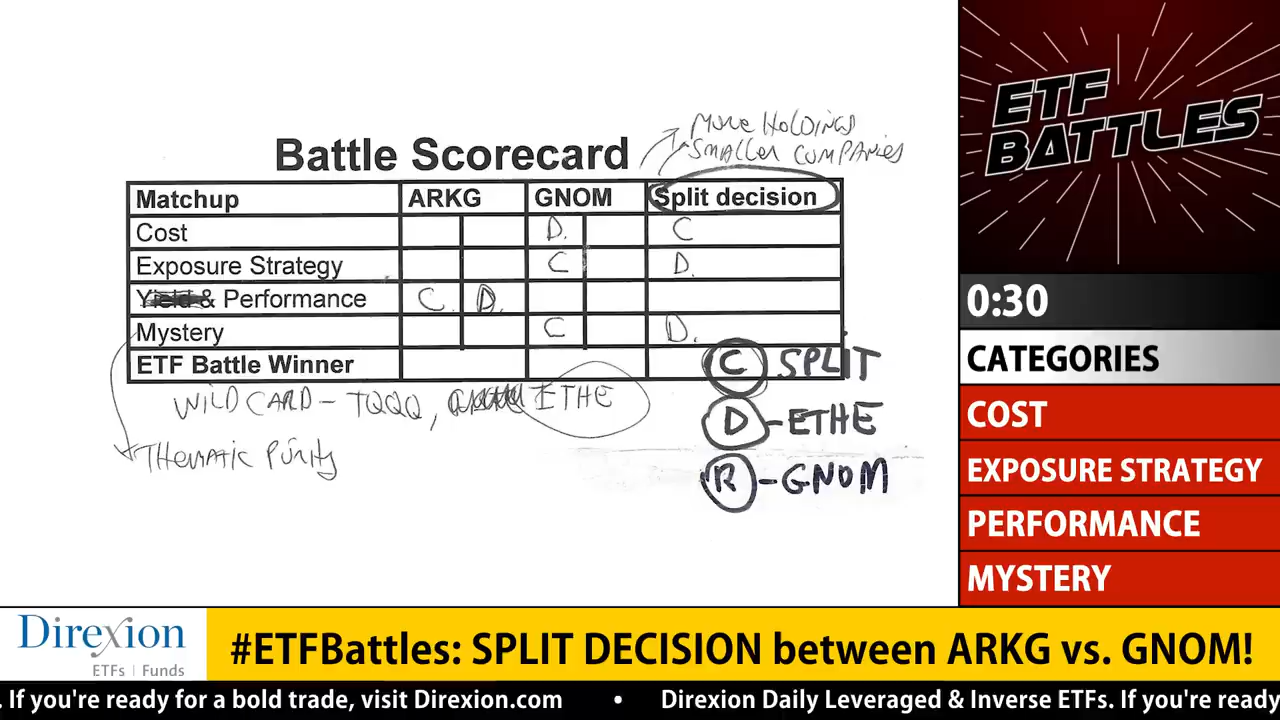 More Holdings
Smaller Companies
Battle Scorecard
Matchup ARKG GNOM Split decision
Cost D. C
Exposure Strategy C D.
Yield & Performance C. D.
Mystery C D.
ETF Battle Winner
C SPLIT
WILDCARD - TQQQ, ETHE
D - ETHE
Thematic Purity
R - GNOM
ETF
BATTLES
0:30
CATEGORIES
COST
EXPOSURE STRATEGY
PERFORMANCE
MYSTERY
Direxion
ETFs | Funds
#ETFBattles: SPLIT DECISION between ARKG vs. GNOM!
. If you're ready for a bold trade, visit Direxion.com • Direxion Daily Leveraged & Inverse ETFs. If you're ready